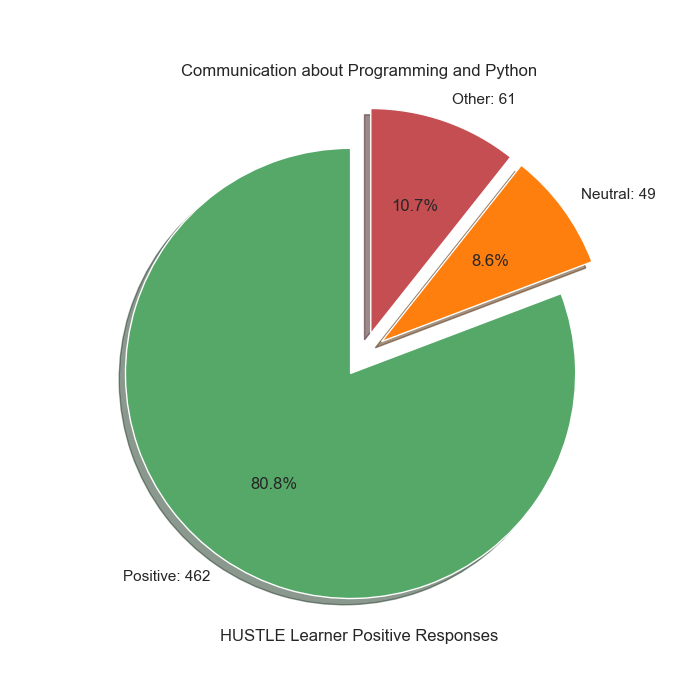 Communication about Programming and Python
Other: 61
Neutral: 49
10.7%
8.6%
80.8%
Positive: 462
HUSTLE Learner Positive Responses